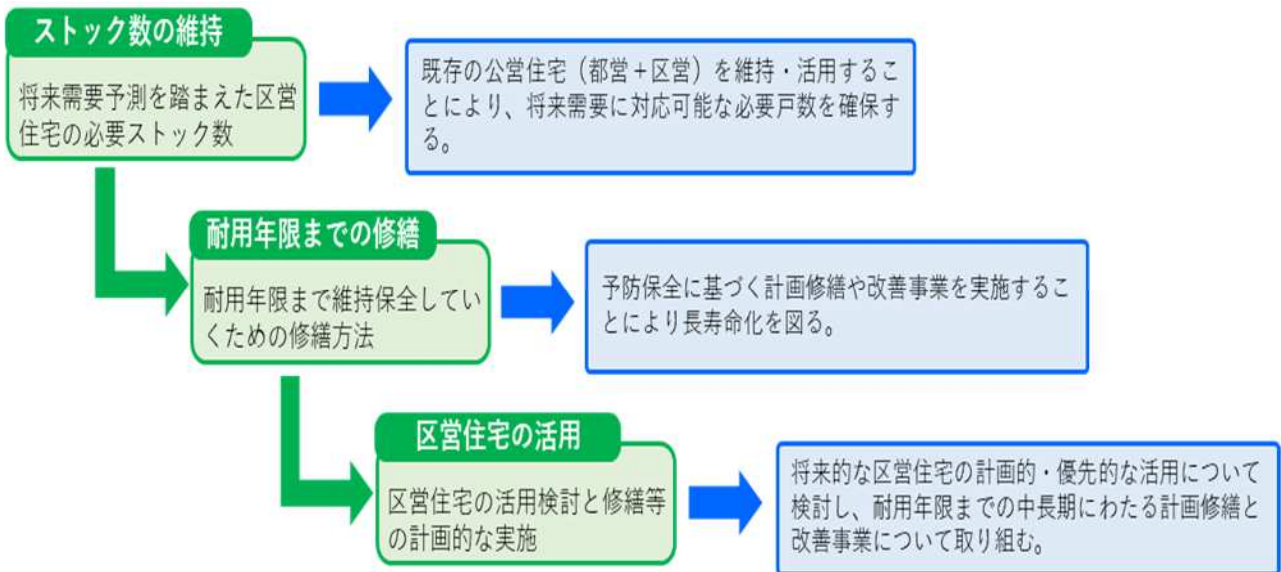 ストック数の維持
将来需要予測を踏まえた区営
住宅の必要ストック数
既存の公営住宅（都営＋区営）を維持・活用するこ
とにより、将来需要に対応可能な必要戸数を確保す
る。
耐用年限までの修繕
耐用年限まで維持保全してい
くための修繕方法
予防保全に基づく計画修繕や改善事業を実施するこ
とにより長寿命化を図る。
区営住宅の活用
区営住宅の活用検討と修繕等
の計画的な実施
将来的な区営住宅の計画的・優先的な活用について
検討し、耐用年限までの中長期にわたる計画修繕と
改善事業について取り組む。